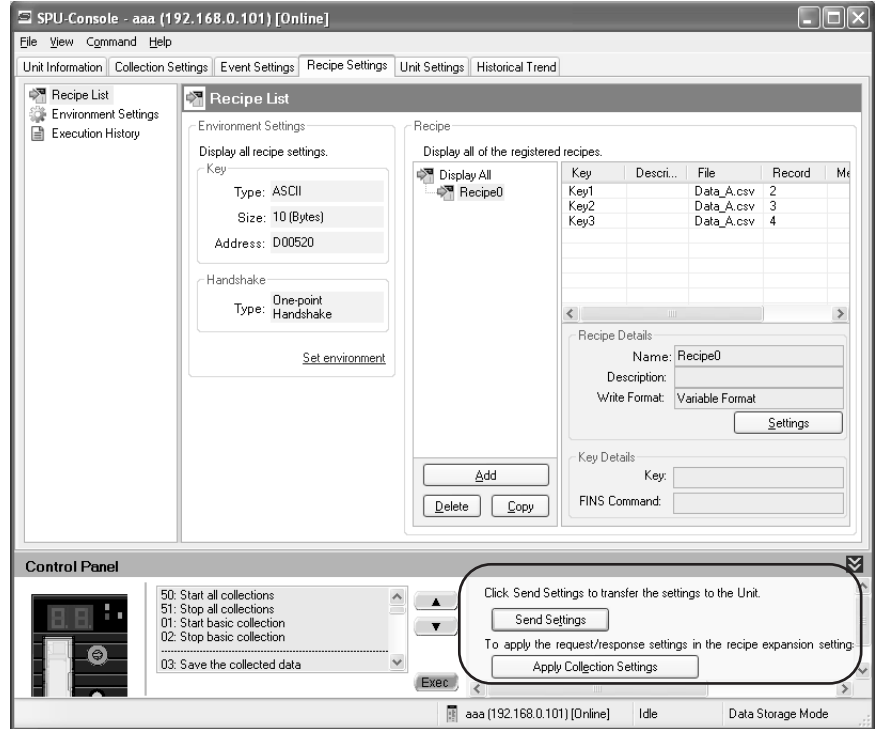 SPU-Console - aaa (192.168.0.101) [Online]
File View Command Help
Unit Information Collection Settings Event Settings Recipe Settings Unit Settings Historical Trend
Recipe List
Environment Settings
Execution History
Recipe List
Environment Settings
Display all recipe settings.
Key
Type: ASCII
Size: 10 (Bytes)
Address: D00520
Handshake
Type: One-point
Handshake
Set environment
Recipe
Display all of the registered recipes.
Display All
Recipe0
Key Descri... File Record Me
Key1 Data_A.csv 2
Key2 Data_A.csv 3
Key3 Data_A.csv 4
Recipe Details
Name: Recipe0
Description:
Write Format: Variable Format
Settings
Key Details
Key:
FINS Command:
Add
Delete Copy
Control Panel
50: Start all collections
51: Stop all collections
01: Start basic collection
02: Stop basic collection
03: Save the collected data
Exec
Click Send Settings to transfer the settings to the Unit.
Send Settings
To apply the request/response settings in the recipe expansion setting
Apply Collection Settings
aaa (192.168.0.101) [Online] Idle Data Storage Mode